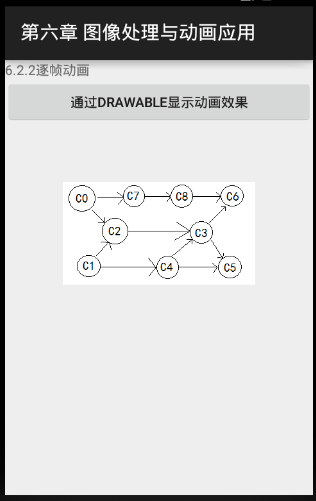 第六章 图像处理与动画应用
6.2.2逐帧动画
通过DRAWABLE显示动画效果
C0 C7 C8 C6
C2 C3
C1 C4 C5